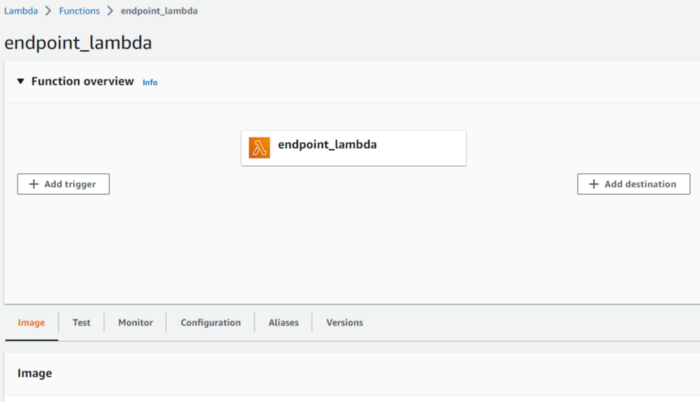 Lambda > Functions > endpoint_lambda
endpoint_lambda
▼ Function overview Info
endpoint_lambda
+ Add trigger
+ Add destination
Image Test Monitor Configuration Aliases Versions
Image